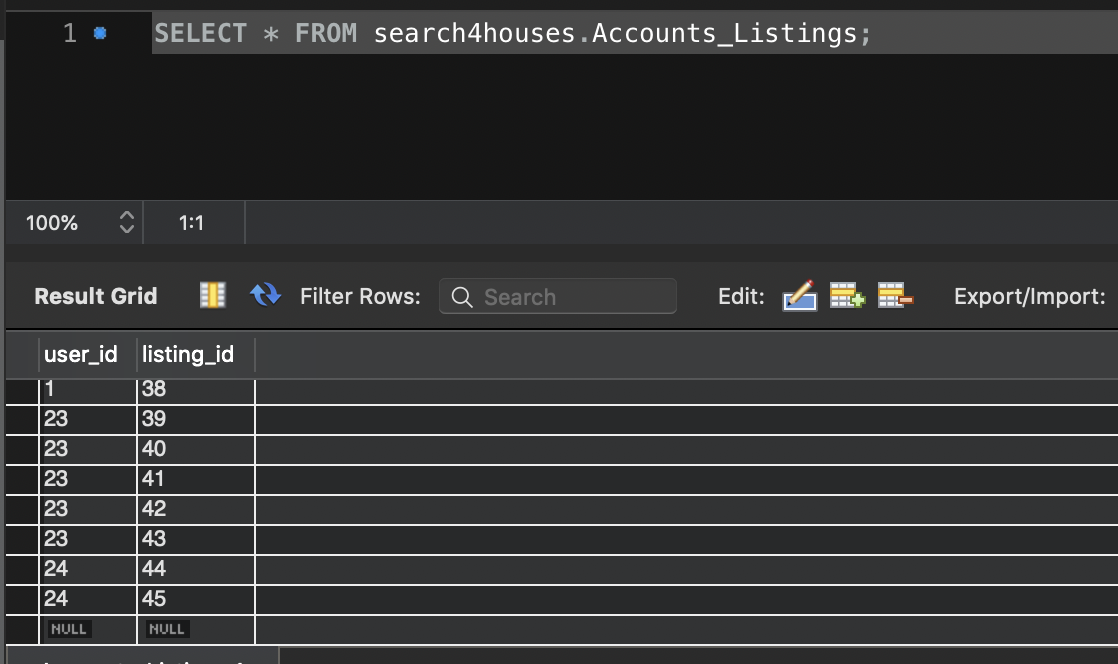 1 SELECT * FROM search4houses.Accounts_Listings;
100% 1:1
Result Grid Filter Rows: Search Edit: Export/Import:
user_id listing_id
1 38
23 39
23 40
23 41
23 42
23 43
24 44
24 45
NULL NULL